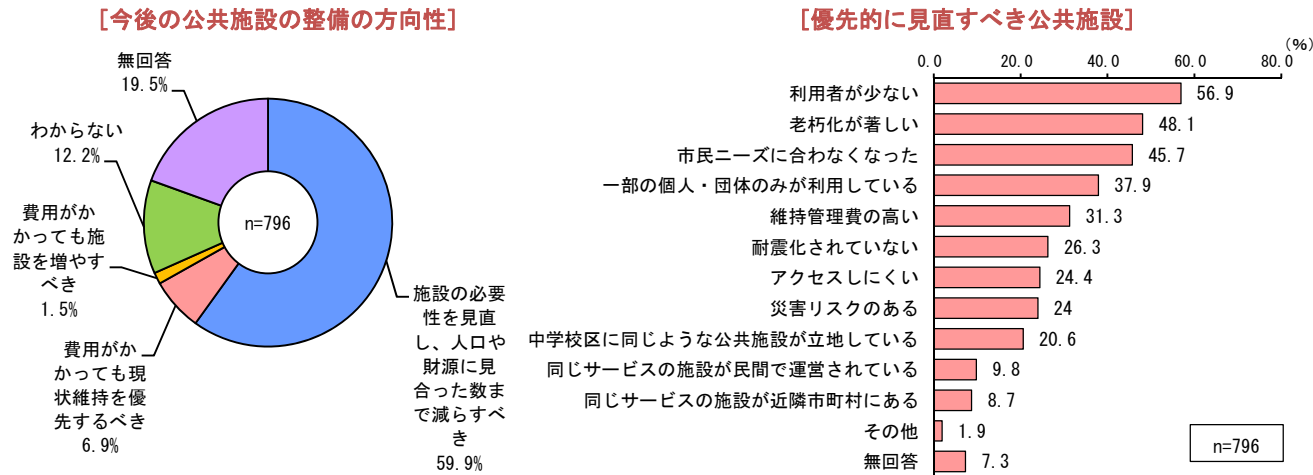 [今後の公共施設の整備の方向性]
無回答
19.5%
わからない
12.2%
費用がか
かっても施
設を増やす
べき
1.5%
費用がか
かっても現
状維持を優
先するべき
6.9%
施設の必要
性を見直
し、人口や
財源に見
合った数ま
で減らすべ
き
59.9%
n=796
[優先的に見直すべき公共施設]
(%)
0.0 20.0 40.0 60.0 80.0
利用者が少ない 56.9
老朽化が著しい 48.1
市民ニーズに合わなくなった 45.7
一部の個人・団体のみが利用している 37.9
維持管理費の高い 31.3
耐震化されていない 26.3
アクセスしにくい 24.4
災害リスクのある 24
中学校区に同じような公共施設が立地している 20.6
同じサービスの施設が民間で運営されている 9.8
同じサービスの施設が近隣市町村にある 8.7
その他 1.9
無回答 7.3
n=796